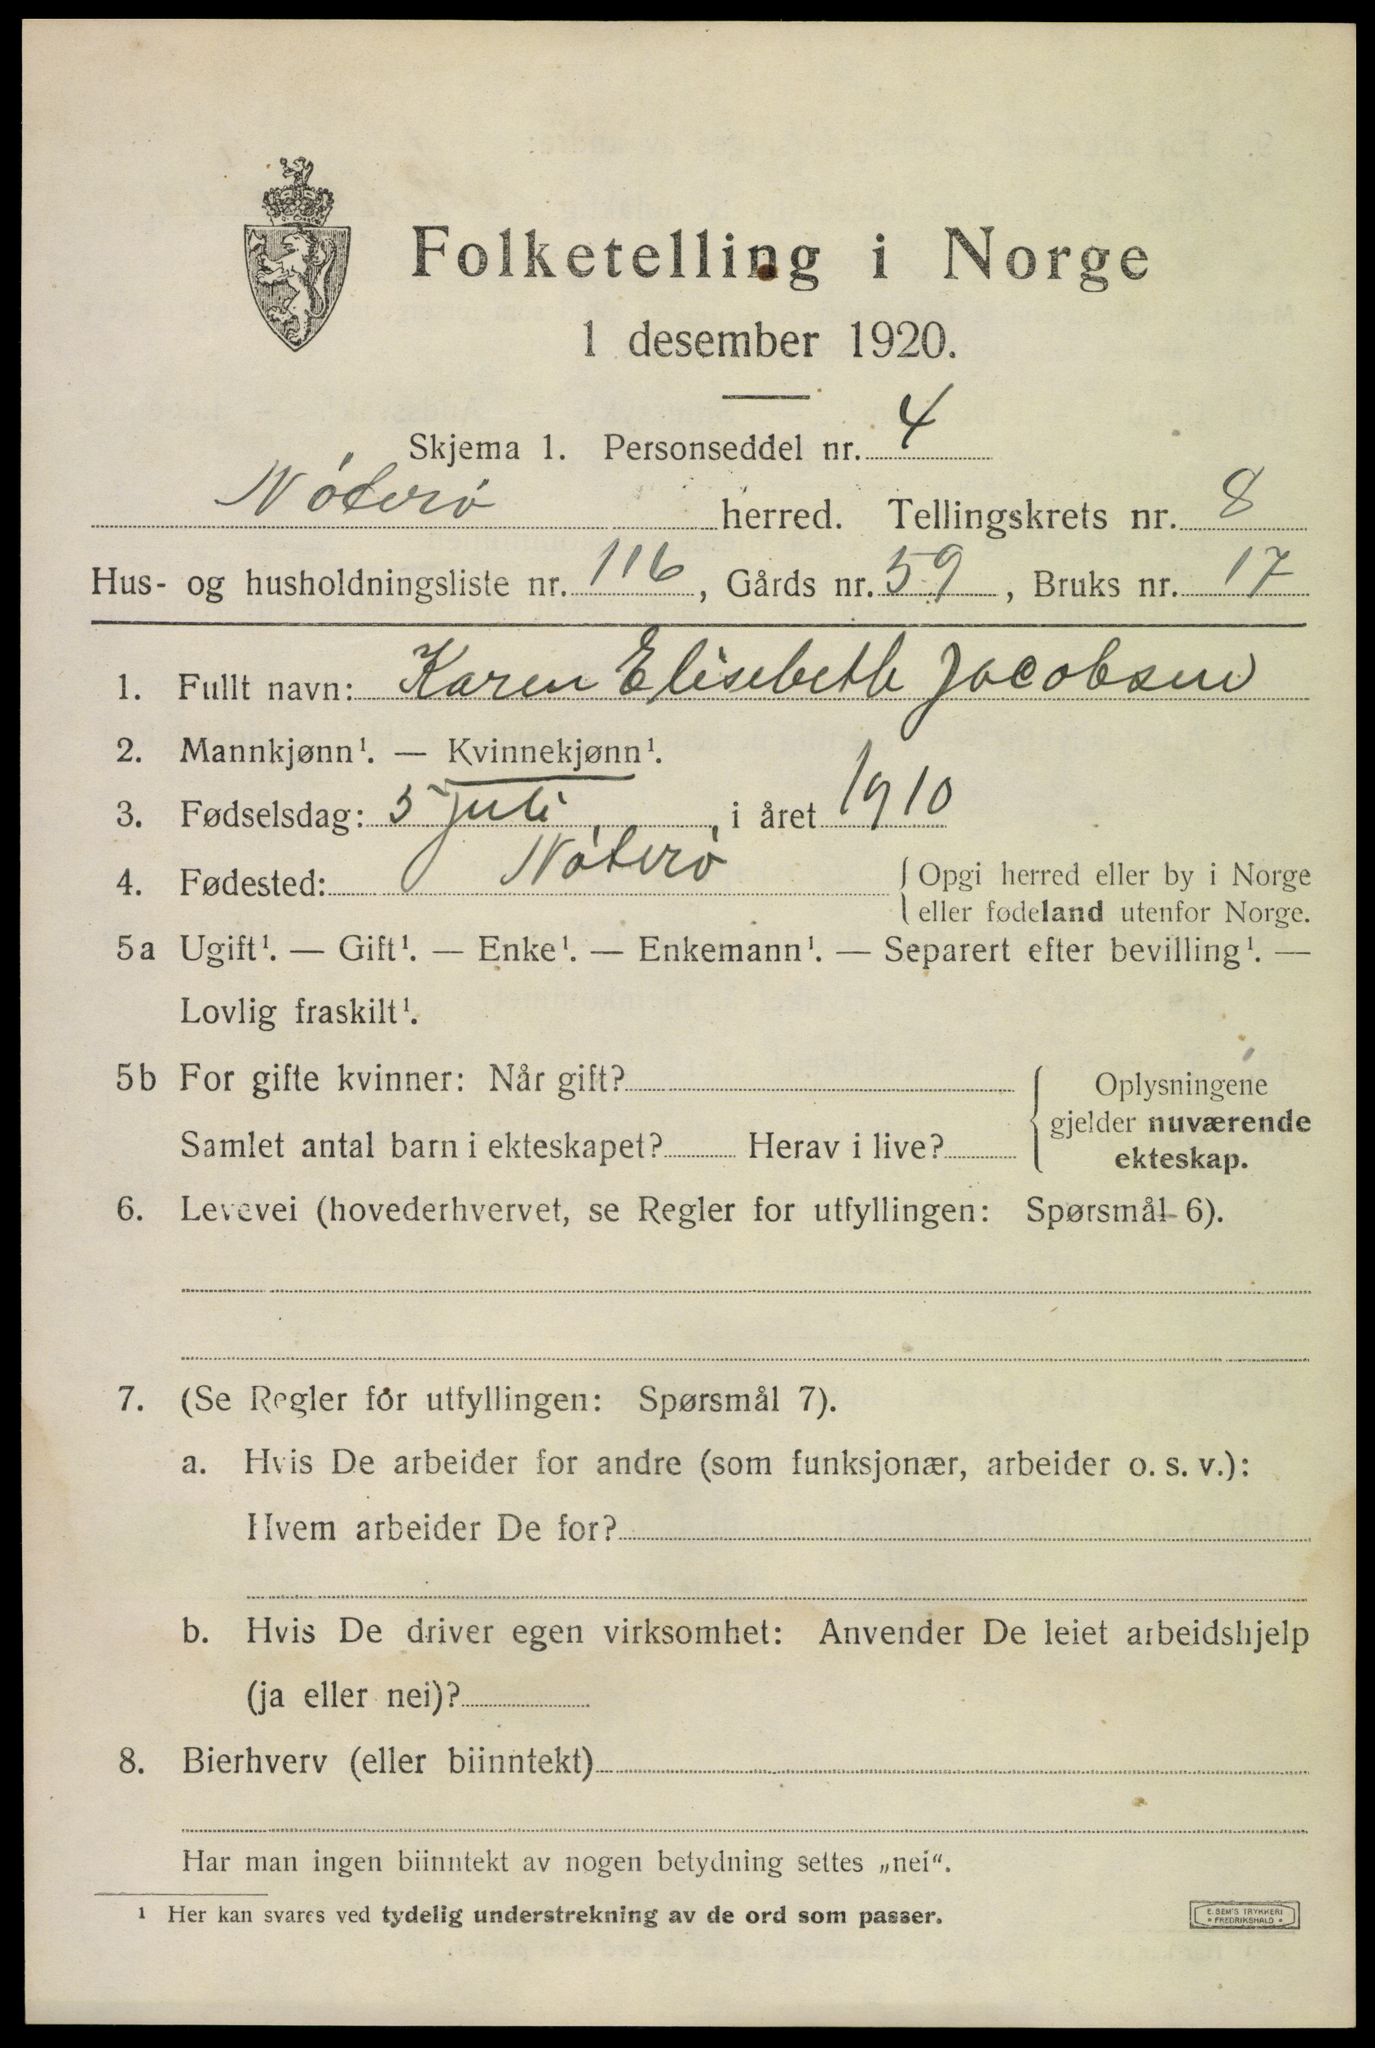 Folketelling i Norge
1 desember 1920.
Skjema 1. Personseddel nr. 4
Nøterø herred. Tellingskrets nr. 8
Hus- og husholdningsliste nr. 116, Gårds nr. 59, Bruks nr. 17
1. Fullt navn: Karen Elisebeth Jacobsen
2. Mannkjønn¹. — Kvinnekjønn¹.
3. Fødselsdag: 5 juli, i året 1910
4. Fødested: Nøterø { Opgi herred eller by i Norge
eller fødeland utenfor Norge.
5a Ugift¹. — Gift¹. — Enke¹. — Enkemann¹. — Separert efter bevilling¹. —
Lovlig fraskilt¹.
5b For gifte kvinner: Når gift? { Oplysningene
gjelder nuværende
Samlet antal barn i ekteskapet? Herav i live? ekteskap.
6. Levevei (hovederhvervet, se Regler for utfyllingen: Spørsmål 6).
7. (Se Regler for utfyllingen: Spørsmål 7).
a. Hvis De arbeider for andre (som funksjonær, arbeider o. s. v.):
Hvem arbeider De for?
b. Hvis De driver egen virksomhet: Anvender De leiet arbeidshjelp
(ja eller nei)?
8. Bierhverv (eller biinntekt)
Har man ingen biinntekt av nogen betydning settes „nei“.
¹ Her kan svares ved tydelig understrekning av de ord som passer.
E. SEM'S TRYKKERI
• FREDRIKSHALD •